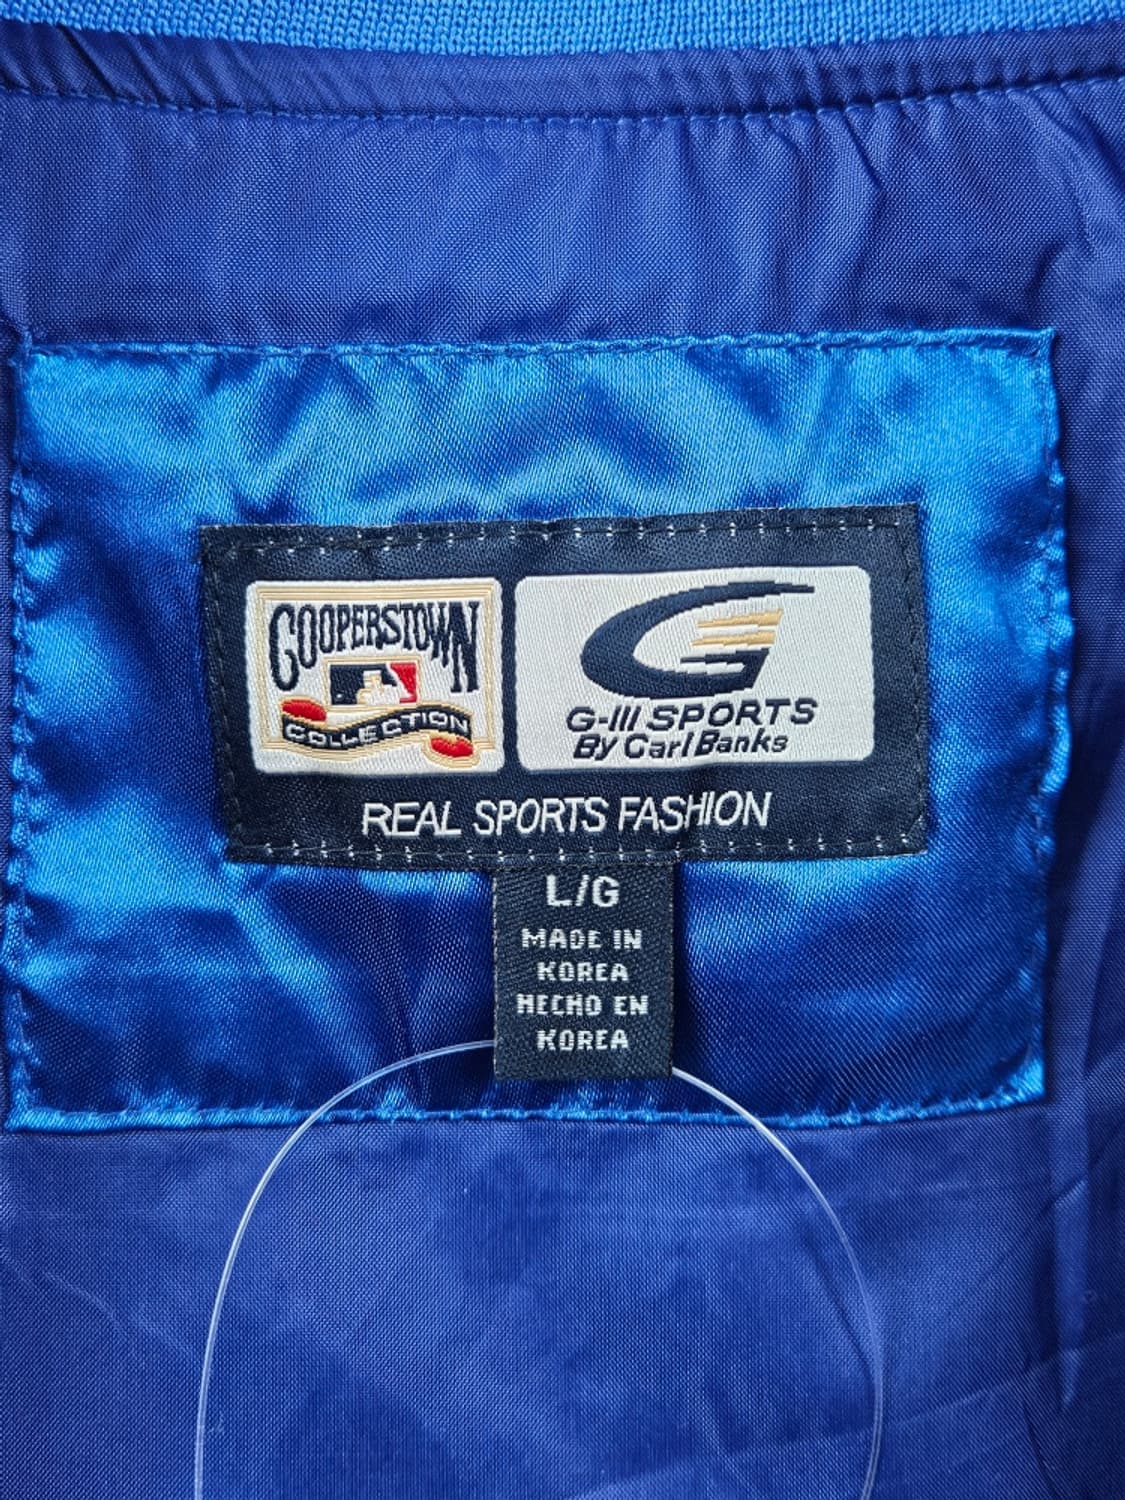 COOPERSTOWN
COLLECTION
G-III SPORTS
By Carl Banks
REAL SPORTS FASHION
L/G
MADE IN
KOREA
HECHO EN
KOREA